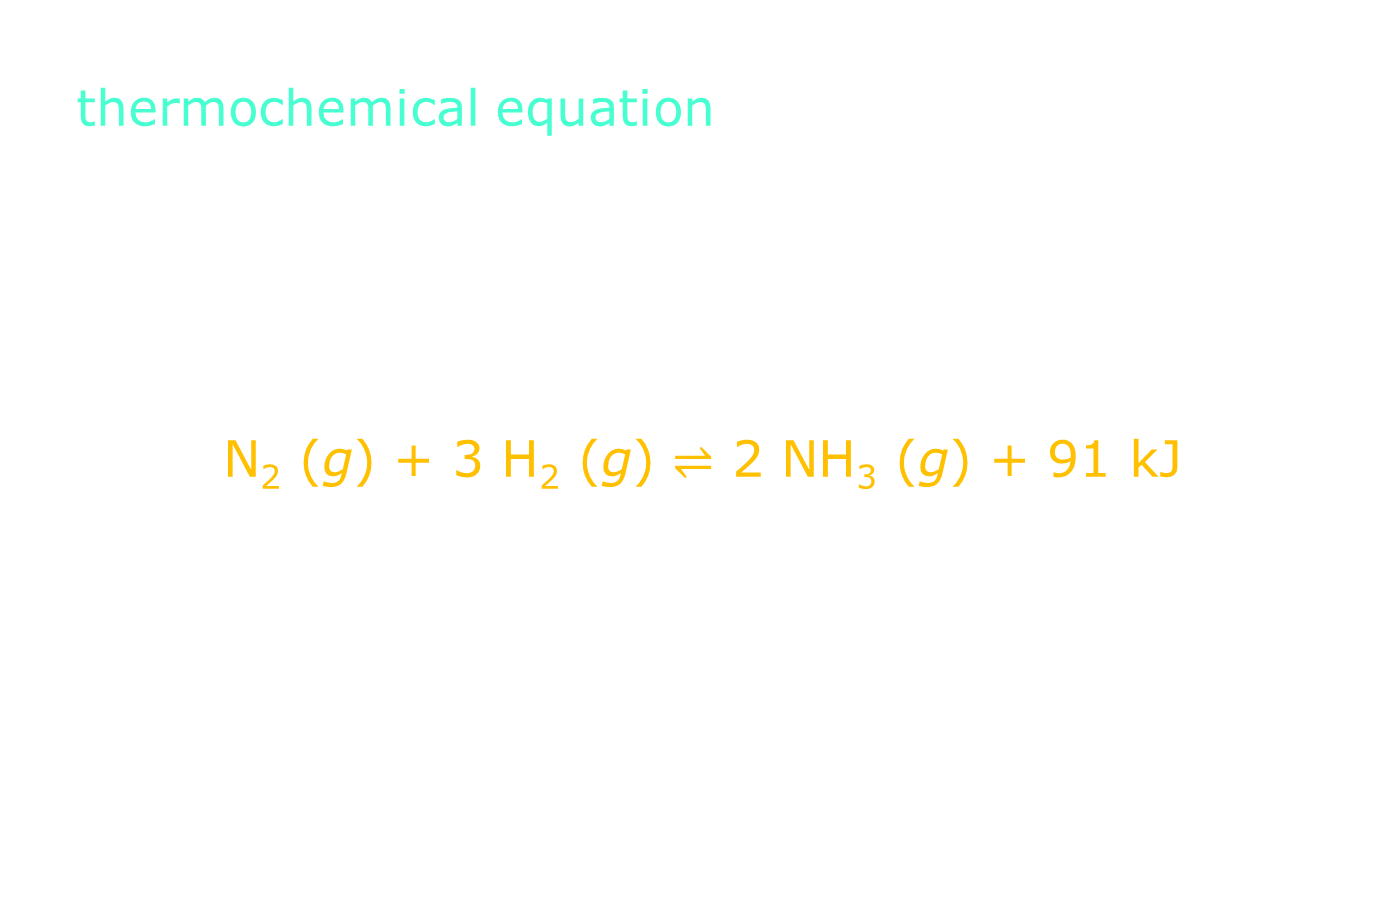 thermochemical equation
N₂ (g) + 3 H₂ (g) ⇌ 2 NH₃ (g) + 91 kJ